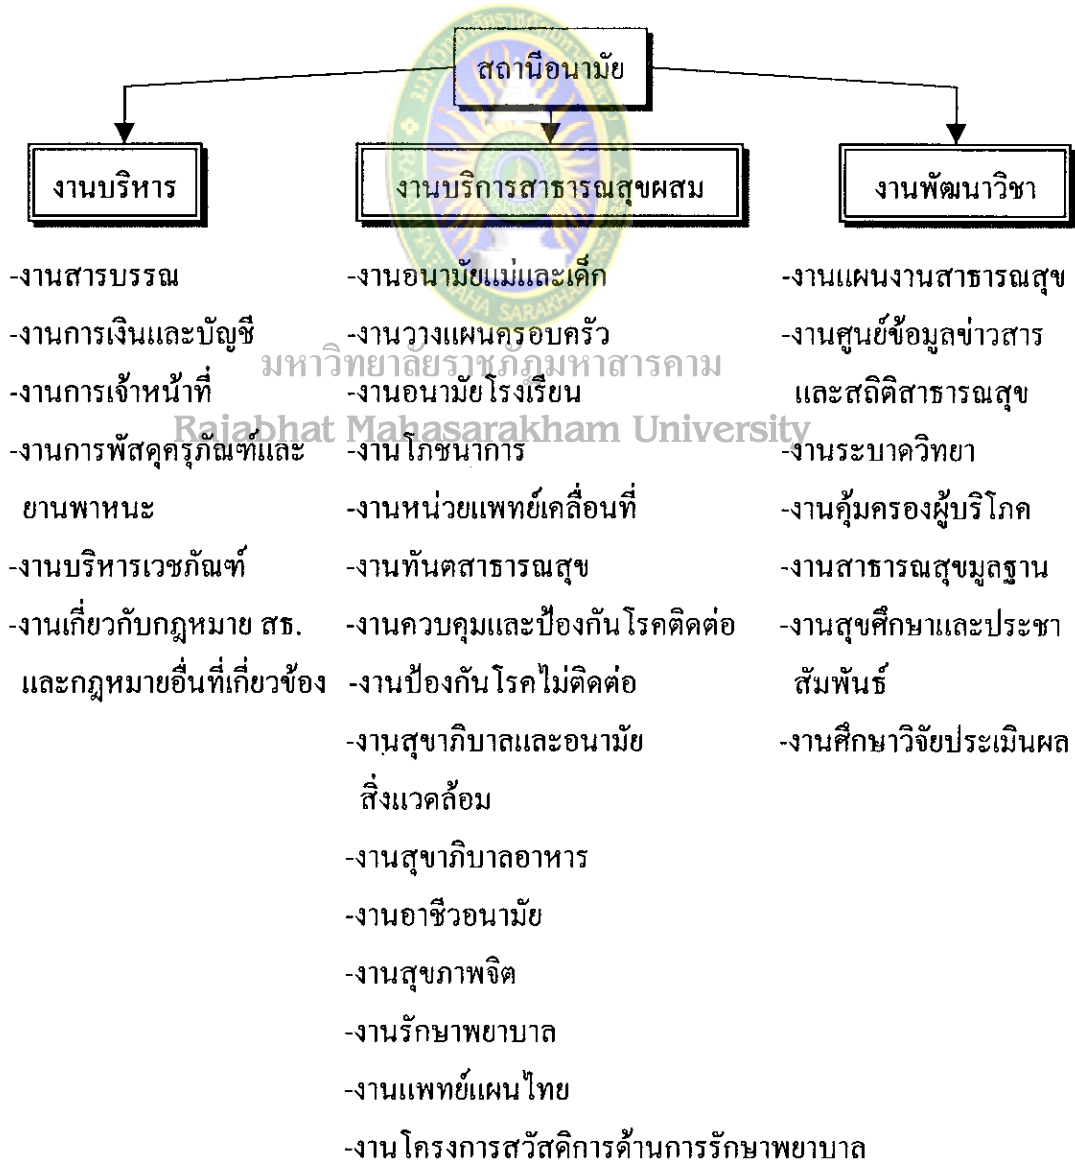 สถานีอนามัย
งานบริหาร
งานบริการสาธารณสุขผสม
งานพัฒนาวิชา
-งานสารบรรณ
-งานการเงินและบัญชี
-งานการเจ้าหน้าที่
-งานการพัสดุครุภัณฑ์และ
ยานพาหนะ
-งานบริหารเวชภัณฑ์
-งานเกี่ยวกับกฎหมาย สธ.
และกฎหมายอื่นที่เกี่ยวข้อง
-งานอนามัยแม่และเด็ก
-งานวางแผนครอบครัว
-งานอนามัยโรงเรียน
-งานโภชนาการ
-งานหน่วยแพทย์เคลื่อนที่
-งานทันตสาธารณสุข
-งานควบคุมและป้องกันโรคติดต่อ
-งานป้องกันโรคไม่ติดต่อ
-งานสุขาภิบาลและอนามัย
สิ่งแวดล้อม
-งานสุขาภิบาลอาหาร
-งานอาชีวอนามัย
-งานสุขภาพจิต
-งานรักษาพยาบาล
-งานแพทย์แผนไทย
-งานโครงการสวัสดิการด้านการรักษาพยาบาล
-งานแผนงานสาธารณสุข
-งานศูนย์ข้อมูลข่าวสาร
และสถิติสาธารณสุข
-งานระบาดวิทยา
-งานคุ้มครองผู้บริโภค
-งานสาธารณสุขมูลฐาน
-งานสุขศึกษาและประชา
สัมพันธ์
-งานศึกษาวิจัยประเมินผล
มหาวิทยาลัยราชภัฏมหาสารคาม
Rajabhat Mahasarakham University